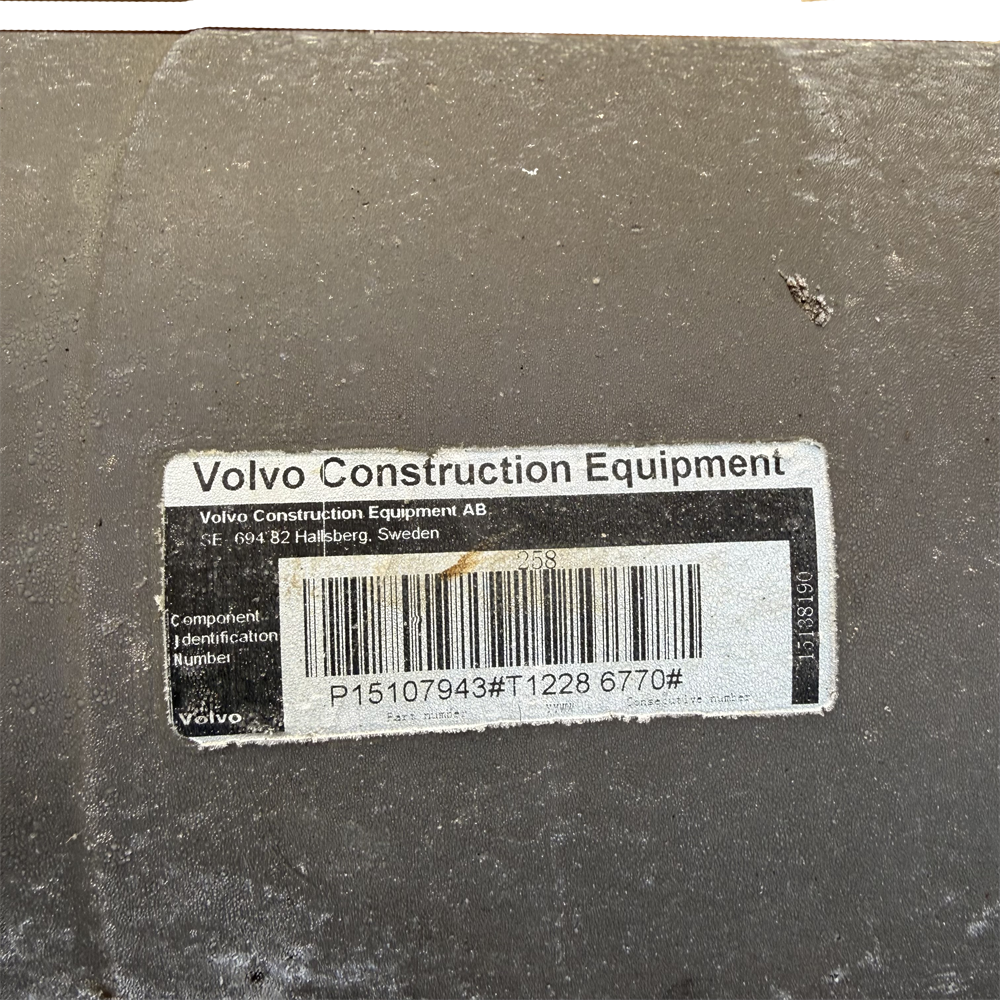 Volvo Construction Equipment
Volvo Construction Equipment AB
SE 694 82 Hallsberg, Sweden
258
Component
Identification
Number
P15107943#T1228 6770#
Part number YYWW Consecutive number
Volvo
15138190